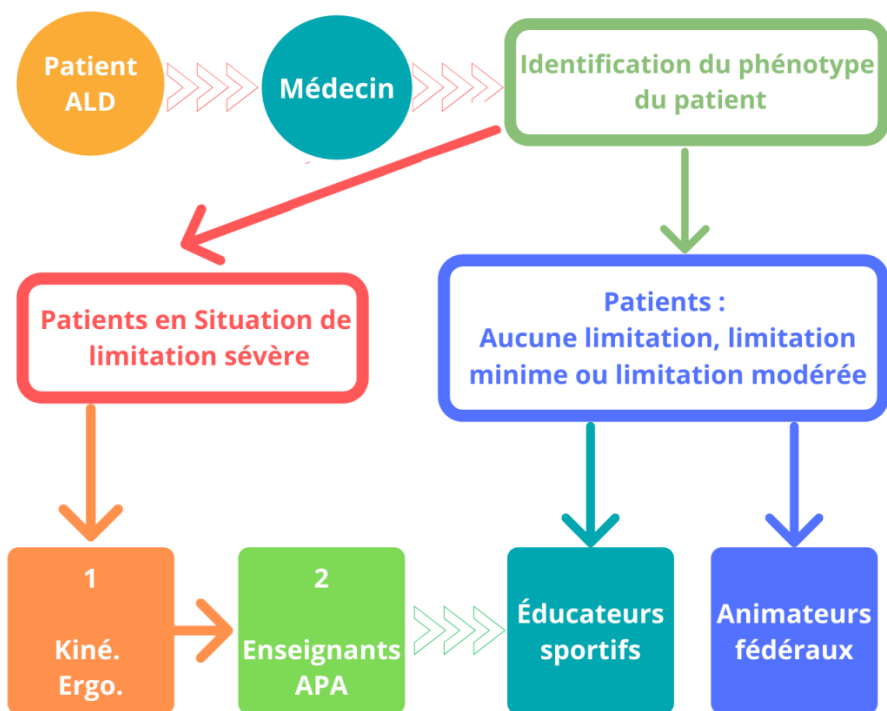 Patient
ALD
Médecin
Identification du phénotype
du patient
Patients en Situation de
limitation sévère
Patients :
Aucune limitation, limitation
minime ou limitation modérée
1
Kiné.
Ergo.
2
Enseignants
APA
Éducateurs
sportifs
Animateurs
fédéraux